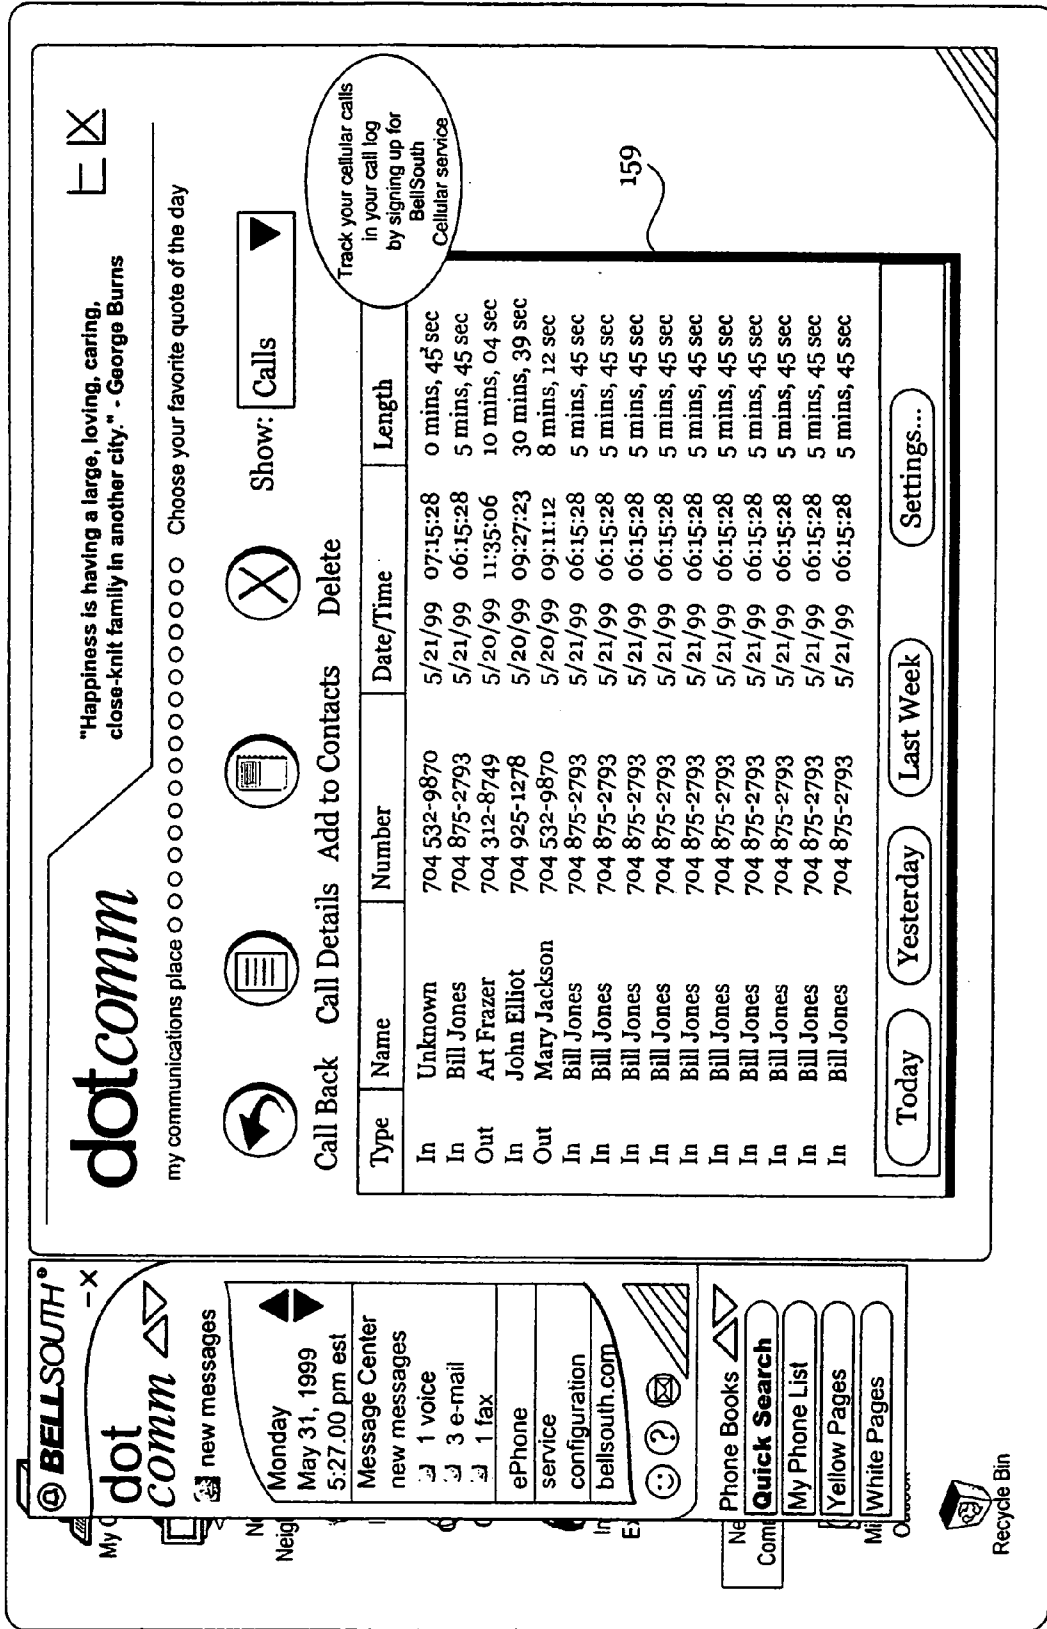 BELLSOUTH®
– X
dot
comm
new messages
Monday
May 31, 1999
5:27.00 pm est
Message Center
new messages
1 voice
3 e-mail
1 fax
ePhone
service
configuration
bellsouth.com
?
Phone Books
Quick Search
My Phone List
Yellow Pages
White Pages
Recycle Bin
dotcomm
"Happiness is having a large, loving, caring,
close-knit family in another city." - George Burns
my communications place Choose your favorite quote of the day
Call Back Call Details Add to Contacts Delete
Show: Calls
Track your cellular calls
in your call log
by signing up for
BellSouth
Cellular service
Type Name Number Date/Time Length
In Unknown 704 532-9870 5/21/99 07:15:28 0 mins, 45 sec
In Bill Jones 704 875-2793 5/21/99 06:15:28 5 mins, 45 sec
Out Art Frazer 704 312-8749 5/20/99 11:35:06 10 mins, 04 sec
In John Elliot 704 925-1278 5/20/99 09:27:23 30 mins, 39 sec
Out Mary Jackson 704 532-9870 5/20/99 09:11:12 8 mins, 12 sec
In Bill Jones 704 875-2793 5/21/99 06:15:28 5 mins, 45 sec
In Bill Jones 704 875-2793 5/21/99 06:15:28 5 mins, 45 sec
In Bill Jones 704 875-2793 5/21/99 06:15:28 5 mins, 45 sec
In Bill Jones 704 875-2793 5/21/99 06:15:28 5 mins, 45 sec
In Bill Jones 704 875-2793 5/21/99 06:15:28 5 mins, 45 sec
In Bill Jones 704 875-2793 5/21/99 06:15:28 5 mins, 45 sec
In Bill Jones 704 875-2793 5/21/99 06:15:28 5 mins, 45 sec
In Bill Jones 704 875-2793 5/21/99 06:15:28 5 mins, 45 sec
In Bill Jones 704 875-2793 5/21/99 06:15:28 5 mins, 45 sec
In Bill Jones 704 875-2793 5/21/99 06:15:28 5 mins, 45 sec
Today Yesterday Last Week Settings...
159